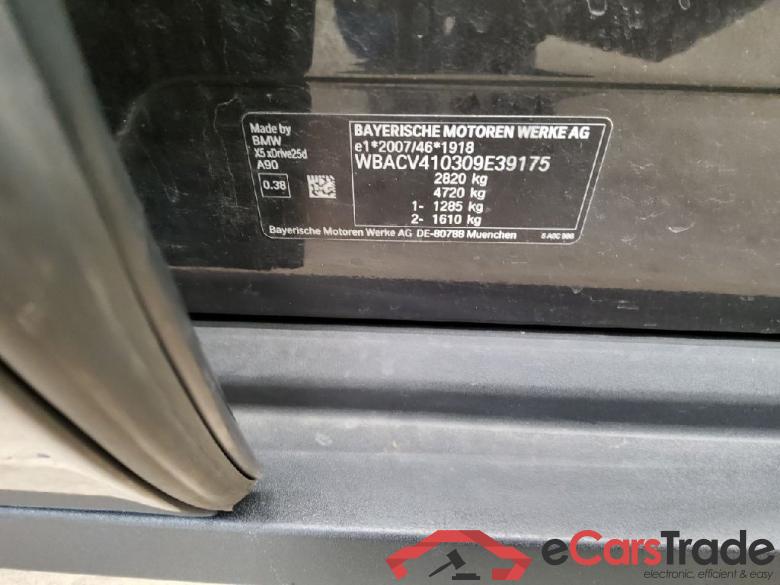 Made by
BMW
X5 xDrive25d
A90
0.38
BAYERISCHE MOTOREN WERKE AG
e1*2007/46*1918
WBACV410309E39175
2820 kg
4720 kg
1- 1285 kg
2- 1610 kg
Bayerische Motoren Werke AG DE-80788 Muenchen
eCarsTrade
electronic, efficient & easy